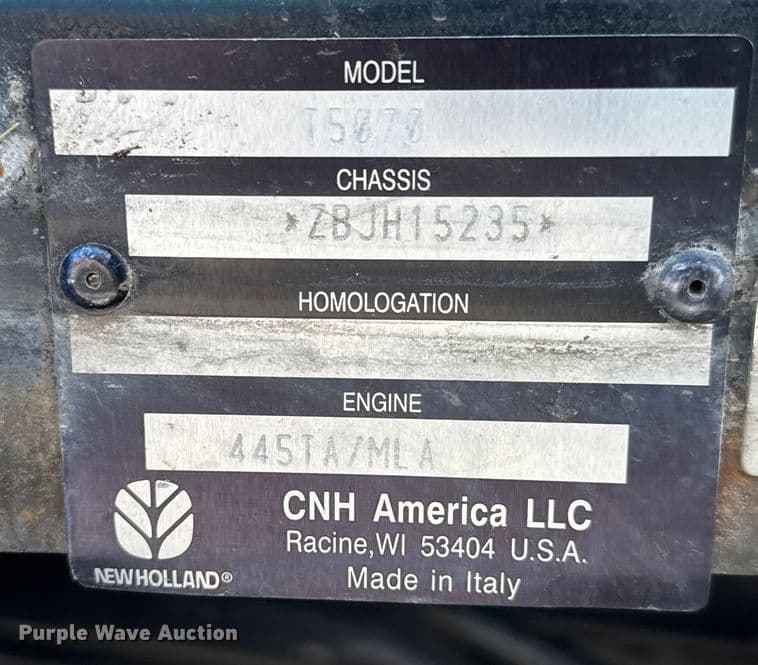 MODEL
T5070
CHASSIS
*ZBJH15235*
HOMOLOGATION
ENGINE
445TA/MLA
CNH America LLC
Racine,WI 53404 U.S.A.
NEW HOLLAND®
Made in Italy
Purple Wave Auction